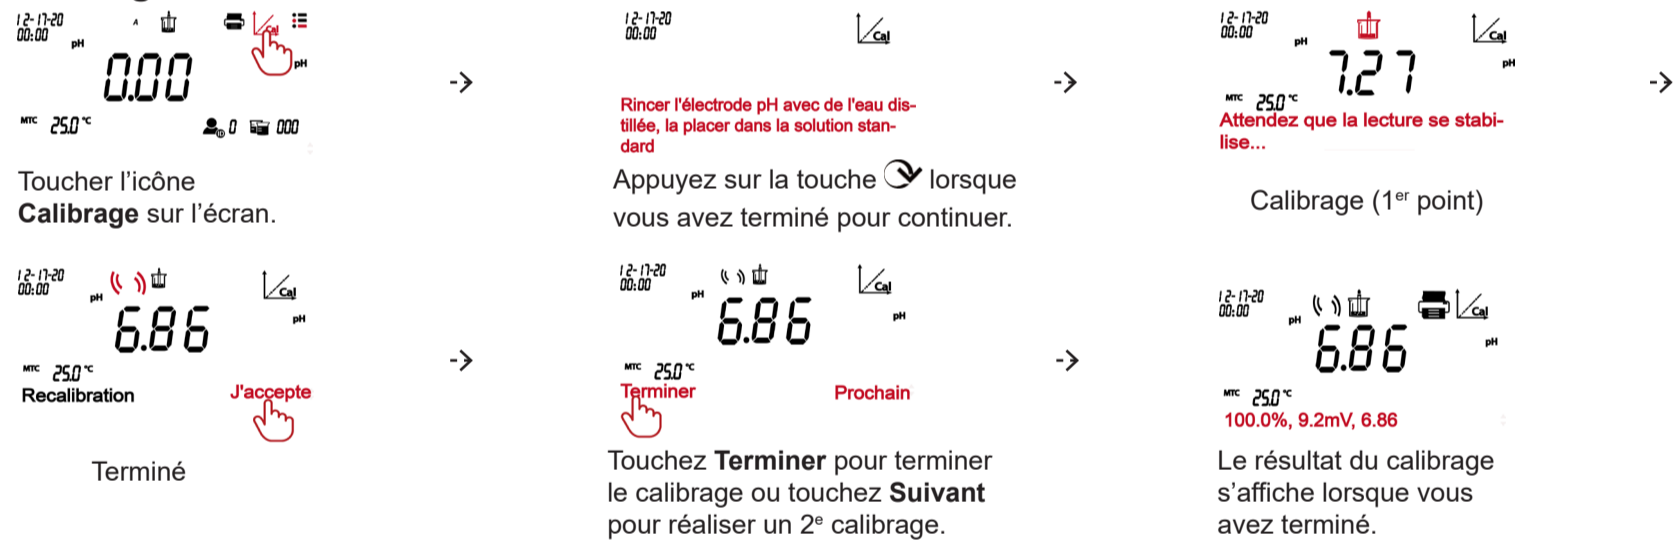 12-17-20
00:00
A
Cal
pH
0.00
pH
MTC 25.0 °C
0 000
Toucher l’icône
Calibrage sur l’écran.
12-17-20
00:00
Cal
Rincer l'électrode pH avec de l'eau dis-
tillée, la placer dans la solution stan-
dard
Appuyez sur la touche lorsque
vous avez terminé pour continuer.
12-17-20
00:00
Cal
pH
7.27
pH
MTC 25.0 °C
Attendez que la lecture se stabi-
lise...
Calibrage (1er point)
12-17-20
00:00
Cal
pH
6.86
pH
MTC 25.0 °C
Recalibration J'accepte
Terminé
12-17-20
00:00
Cal
pH
6.86
pH
MTC 25.0 °C
Terminer Prochain
Touchez Terminer pour terminer
le calibrage ou touchez Suivant
pour réaliser un 2e calibrage.
12-17-20
00:00
Cal
pH
6.86
pH
MTC 25.0 °C
100.0%, 9.2mV, 6.86
Le résultat du calibrage
s’affiche lorsque vous
avez terminé.